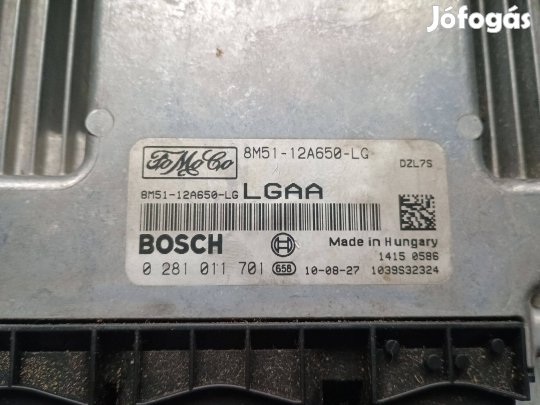 Jófogás
FoMoCo
8M51-12A650-LG
DZL7S
8M51-12A650-LG LGAA
BOSCH
Made in Hungary
1415 0586
0 281 011 701 65B 10-08-27 1039S32324